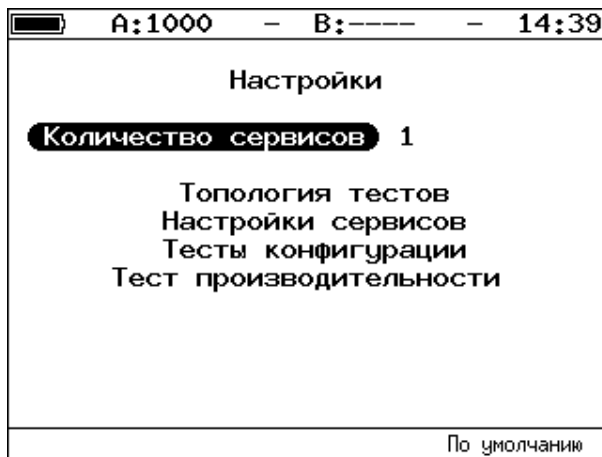 A:1000 – B:---- – 14:39
Настройки
Количество сервисов 1
Топология тестов
Настройки сервисов
Тесты конфигурации
Тест производительности
По умолчанию